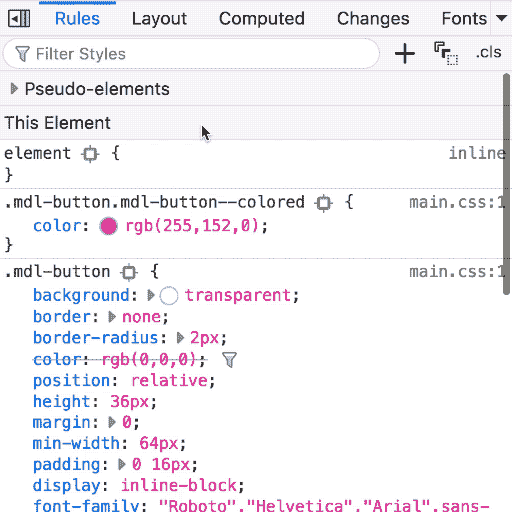 Rules Layout Computed Changes Fonts
Filter Styles .cls
Pseudo-elements
This Element
element { inline
}
.mdl-button.mdl-button--colored { main.css:1
color: rgb(255,152,0);
}
.mdl-button { main.css:1
background: transparent;
border: none;
border-radius: 2px;
color: rgb(0,0,0);
position: relative;
height: 36px;
margin: 0;
min-width: 64px;
padding: 0 16px;
display: inline-block;
font-family: "Roboto","Helvetica","Arial",sans-